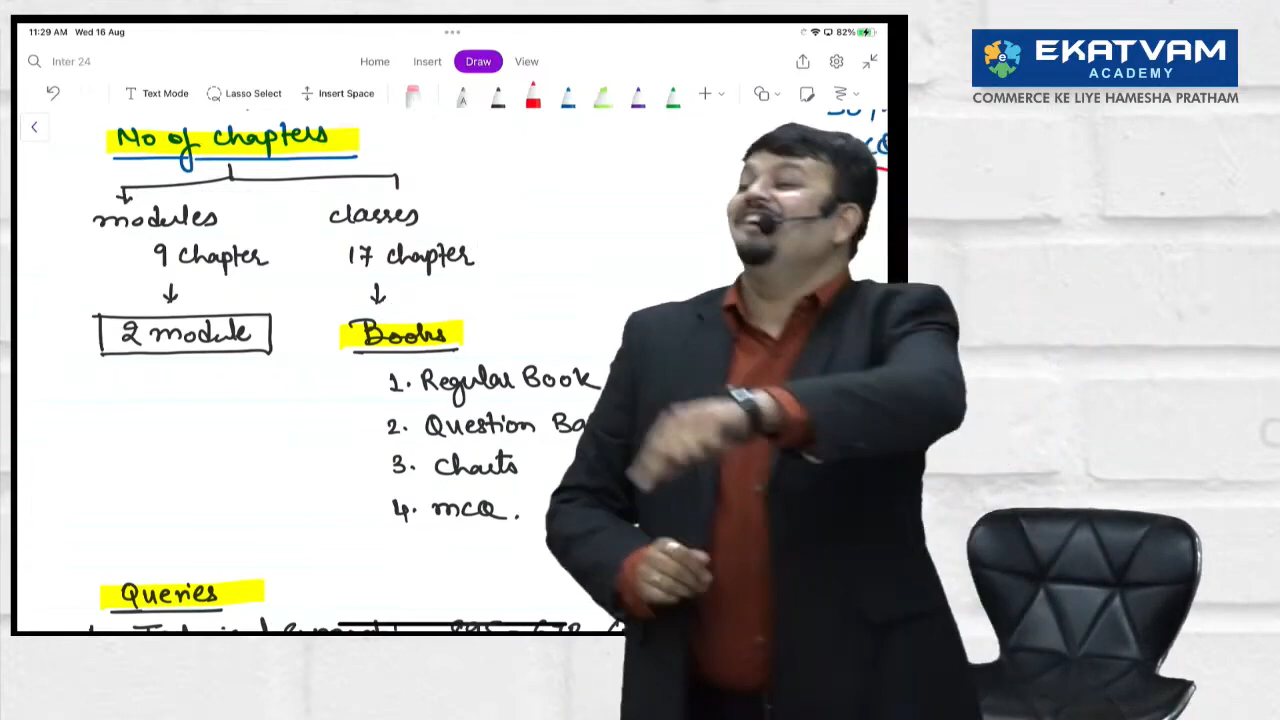 11:29 AM Wed 16 Aug
82%
Inter 24
Home Insert Draw View
Text Mode Lasso Select Insert Space
No of chapters
modules classes
9 chapter 17 chapter
2 module Books
1. Regular Book
2. Question
3. Charts
4. MCQ.
Queries
EKATVAM
ACADEMY
COMMERCE KE LIYE HAMESHA PRATHAM